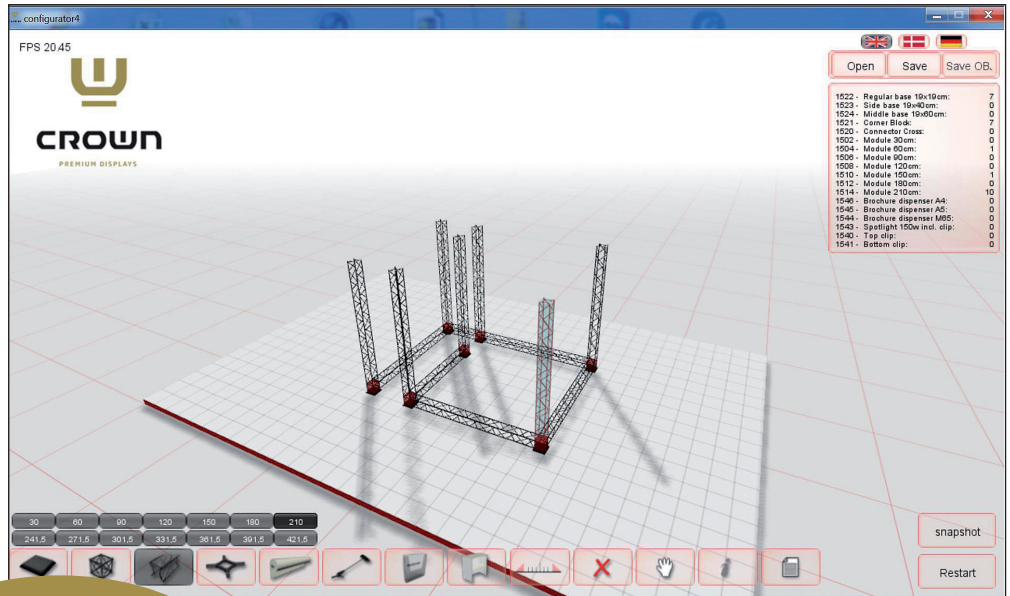 configurator4
FPS 20.45
CROWN
PREMIUM DISPLAYS
Open Save Save OB.
1522 - Regular base 19x19cm: 7
1523 - Side base 19x40cm: 0
1524 - Middle base 19x60cm: 0
1521 - Corner Block: 7
1520 - Connector Cross: 0
1502 - Module 30cm: 0
1504 - Module 60cm: 1
1506 - Module 90cm: 0
1508 - Module 120cm: 0
1510 - Module 150cm: 1
1512 - Module 180cm: 0
1514 - Module 210cm: 10
1546 - Brochure dispenser A4: 0
1545 - Brochure dispenser A5: 0
1544 - Brochure dispenser M65: 0
1543 - Spotlight 150w incl. clip: 0
1540 - Top clip: 0
1541 - Bottom clip: 0
30 60 90 120 150 180 210
241,5 271,5 301,5 331,5 361,5 391,5 421,5
snapshot
Restart